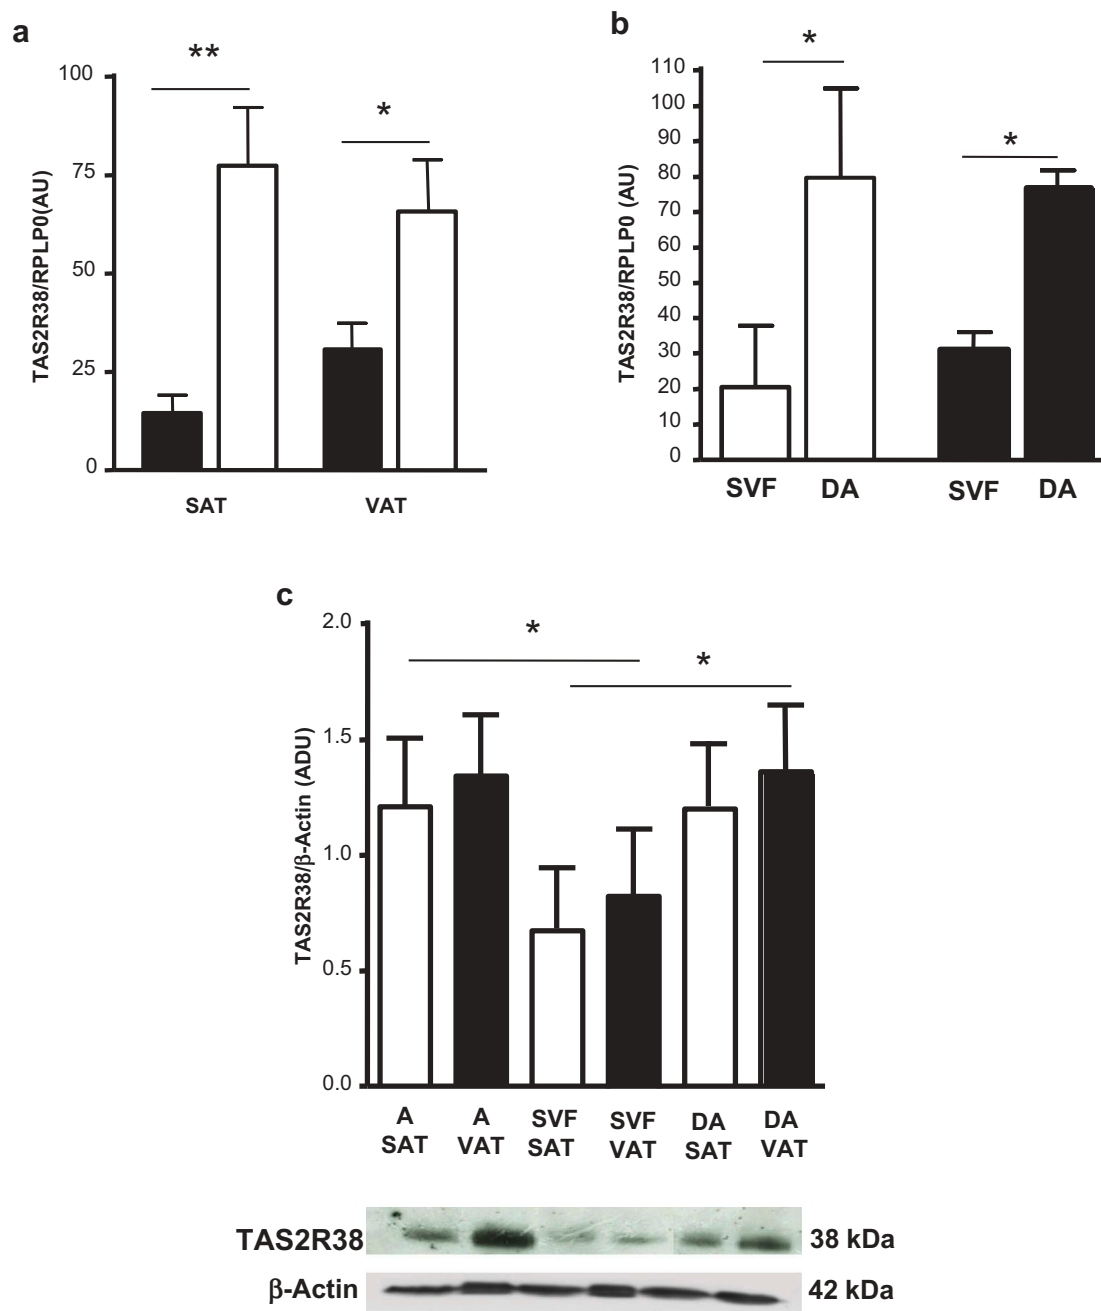 a
**
*
100
75
50
25
0
TAS2R38/RPLP0(AU)
SAT VAT
b
*
*
110
100
90
80
70
60
50
40
30
20
10
0
TAS2R38/RPLP0 (AU)
SVF DA SVF DA
c
*
*
2.0
1.5
1.0
0.5
0.0
TAS2R38/β-Actin (ADU)
A A SVF SVF DA DA
SAT VAT SAT VAT SAT VAT
TAS2R38 38 kDa
β-Actin 42 kDa